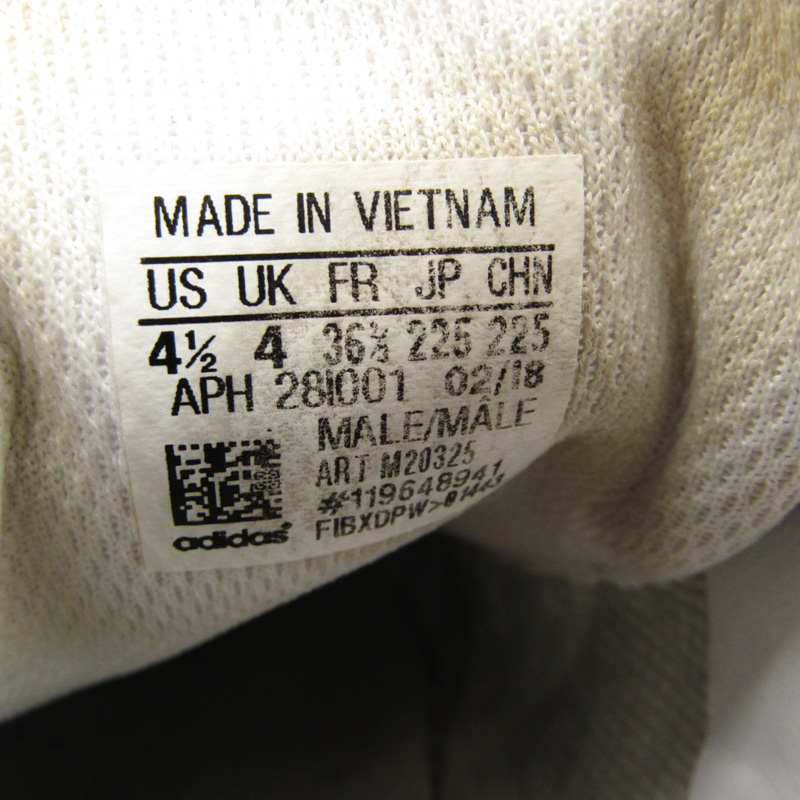 MADE IN VIETNAM
US UK FR JP CHN
4½ 4 36⅔ 225 225
APH 28I001 02/18
MALE/MÂLE
ART M20325
#119648941
FIBXDPW>
adidas